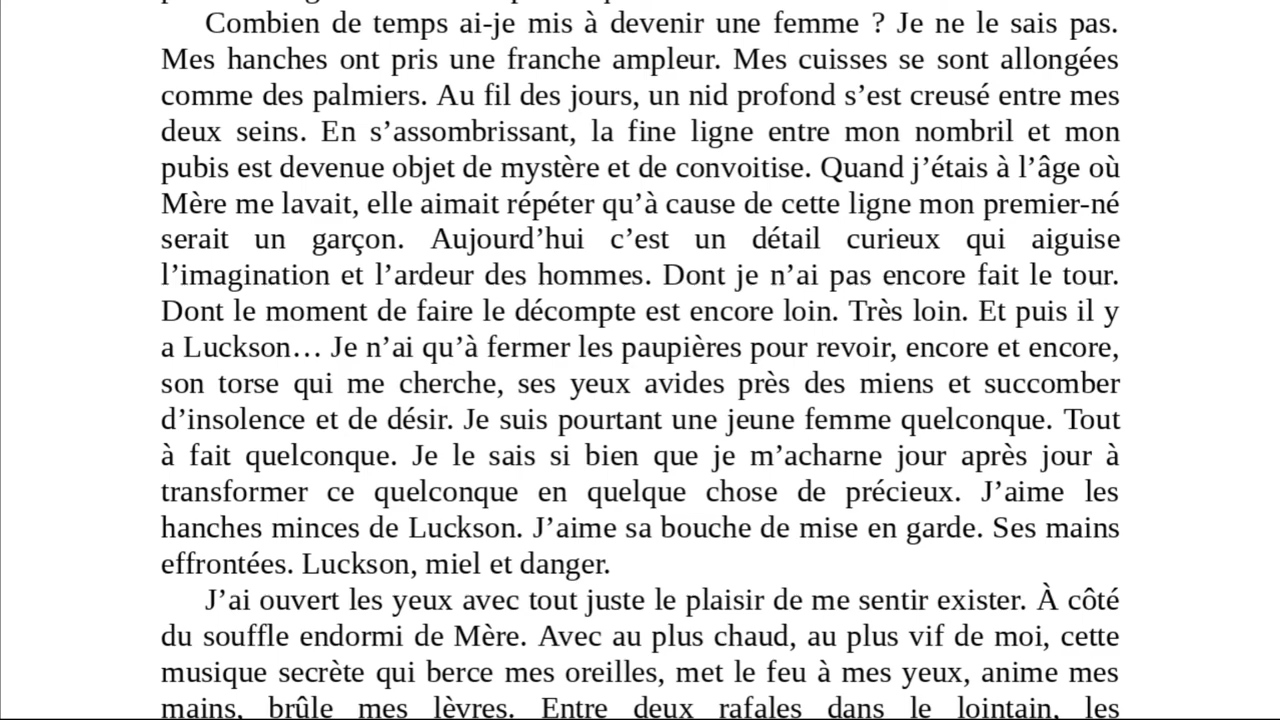 Combien de temps ai-je mis à devenir une femme ? Je ne le sais pas.
Mes hanches ont pris une franche ampleur. Mes cuisses se sont allongées
comme des palmiers. Au fil des jours, un nid profond s’est creusé entre mes
deux seins. En s’assombrissant, la fine ligne entre mon nombril et mon
pubis est devenue objet de mystère et de convoitise. Quand j’étais à l’âge où
Mère me lavait, elle aimait répéter qu’à cause de cette ligne mon premier-né
serait un garçon. Aujourd’hui c’est un détail curieux qui aiguise
l’imagination et l’ardeur des hommes. Dont je n’ai pas encore fait le tour.
Dont le moment de faire le décompte est encore loin. Très loin. Et puis il y
a Luckson… Je n’ai qu’à fermer les paupières pour revoir, encore et encore,
son torse qui me cherche, ses yeux avides près des miens et succomber
d’insolence et de désir. Je suis pourtant une jeune femme quelconque. Tout
à fait quelconque. Je le sais si bien que je m’acharne jour après jour à
transformer ce quelconque en quelque chose de précieux. J’aime les
hanches minces de Luckson. J’aime sa bouche de mise en garde. Ses mains
effrontées. Luckson, miel et danger.
J’ai ouvert les yeux avec tout juste le plaisir de me sentir exister. À côté
du souffle endormi de Mère. Avec au plus chaud, au plus vif de moi, cette
musique secrète qui berce mes oreilles, met le feu à mes yeux, anime mes
mains, brûle mes lèvres. Entre deux rafales dans le lointain, les